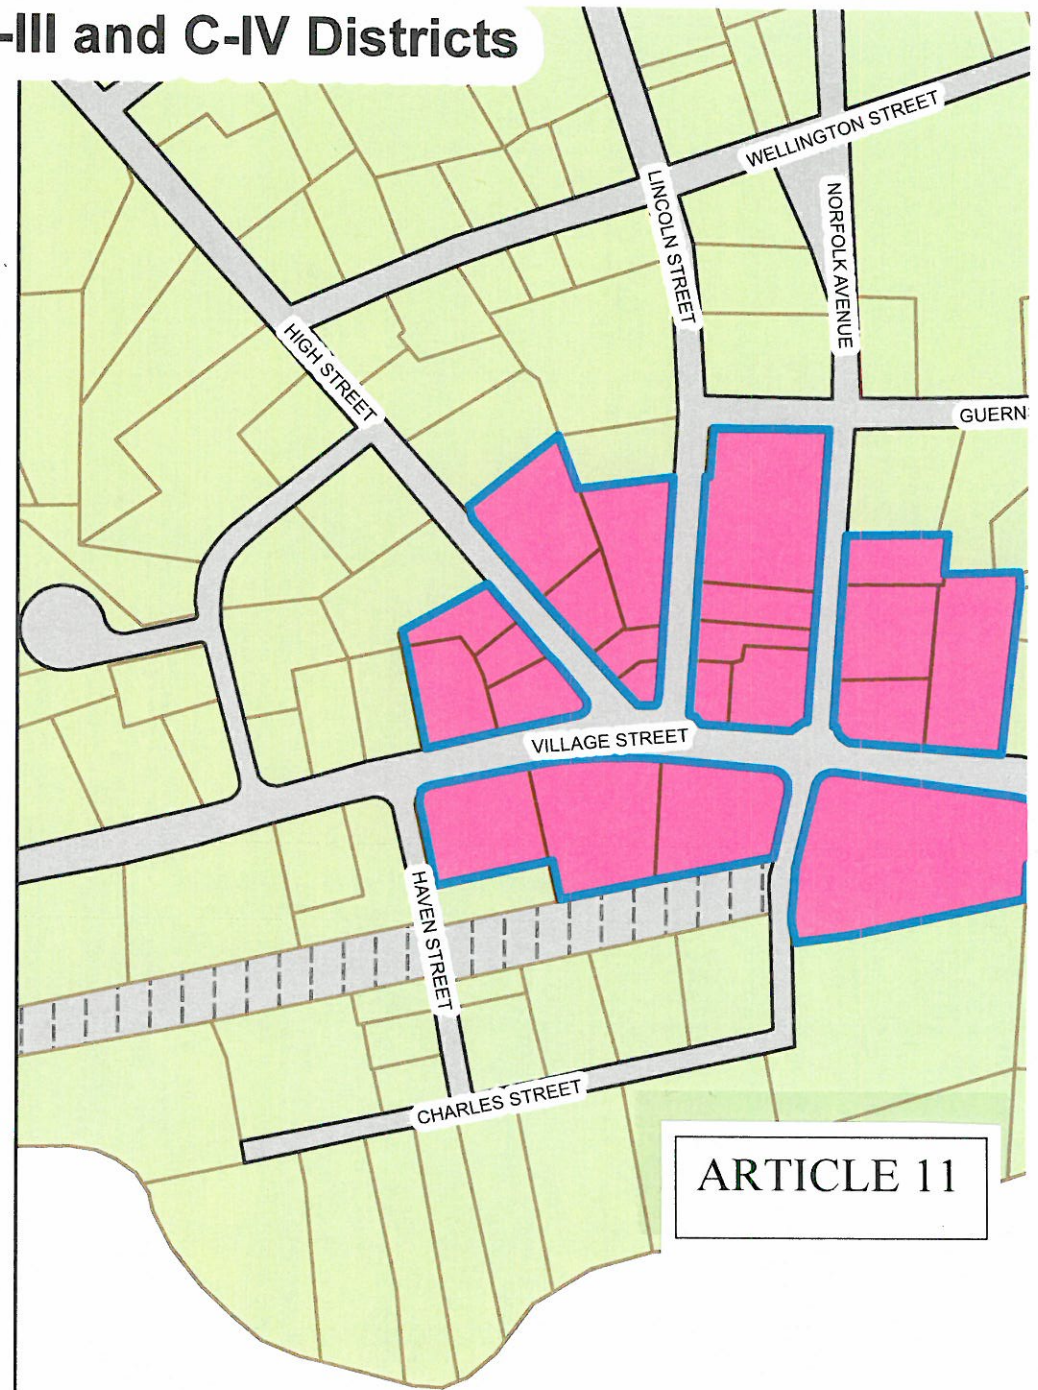 -III and C-IV Districts
WELLINGTON STREET
LINCOLN STREET
NORFOLK AVENUE
HIGH STREET
GUERN
VILLAGE STREET
HAVEN STREET
CHARLES STREET
ARTICLE 11